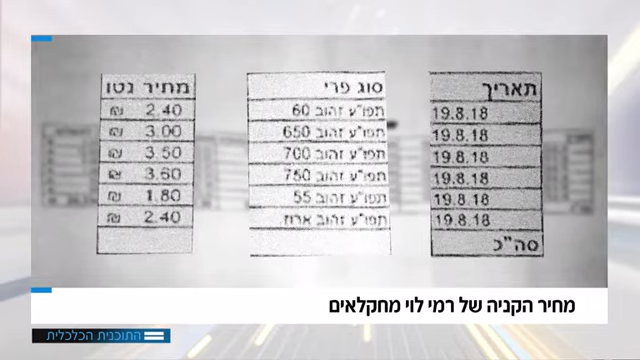 תאריך סוג פרי מחיר נטו
19.8.18 תפו"ע זהוב 60 2.40 ₪
19.8.18 תפו"ע זהוב 650 3.00 ₪
19.8.18 תפו"ע זהוב 700 3.50 ₪
19.8.18 תפו"ע זהוב 750 3.60 ₪
19.8.18 תפו"ע זהוב 55 1.80 ₪
19.8.18 תפו"ע זהוב ארוז. 2.40 ₪
סה"כ
מחיר הקניה של רמי לוי מחקלאים
התוכנית הכלכלית